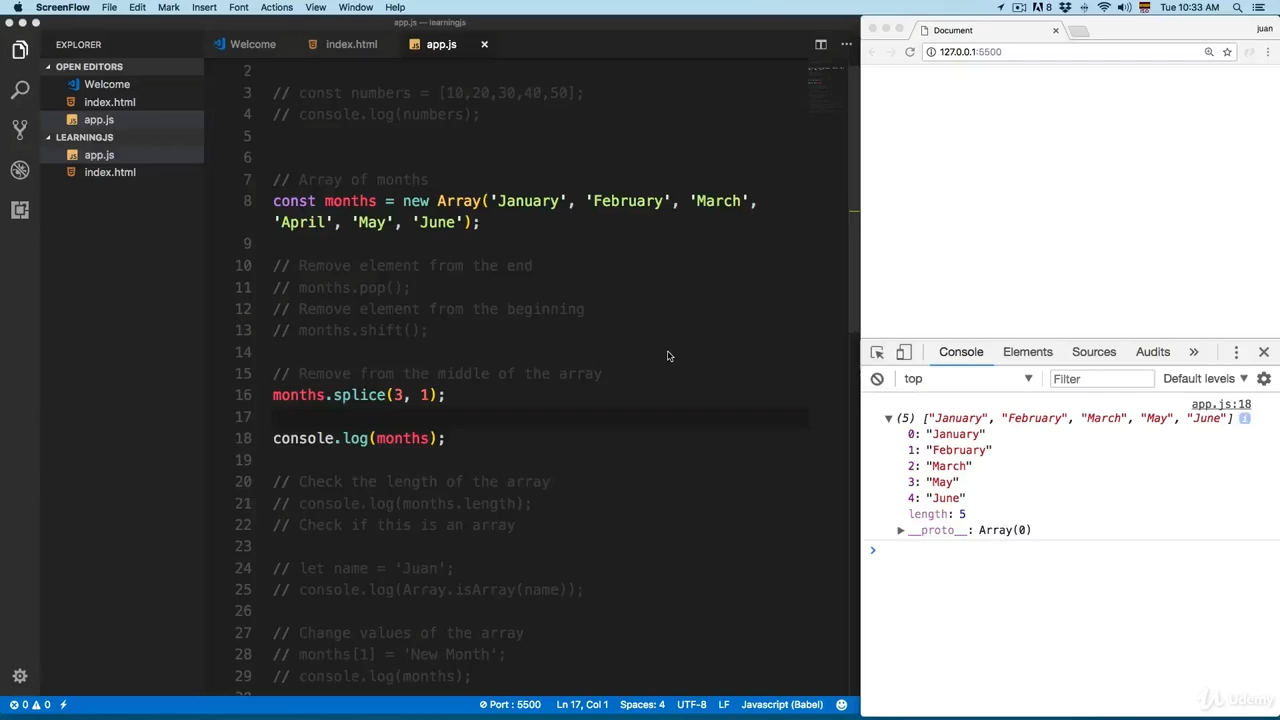 ScreenFlow File Edit Mark Insert Font Actions View Window Help
8 Tue 10:33 AM
app.js — learningjs
EXPLORER
OPEN EDITORS
Welcome
index.html
app.js
LEARNINGJS
app.js
index.html
Welcome index.html app.js
2
3 // const numbers = [10,20,30,40,50];
4 // console.log(numbers);
5
6
7 // Array of months
8 const months = new Array('January', 'February', 'March',
'April', 'May', 'June');
9
10 // Remove element from the end
11 // months.pop();
12 // Remove element from the beginning
13 // months.shift();
14
15 // Remove from the middle of the array
16 months.splice(3, 1);
17
18 console.log(months);
19
20 // Check the length of the array
21 // console.log(months.length);
22 // Check if this is an array
23
24 // let name = 'Juan';
25 // console.log(Array.isArray(name));
26
27 // Change values of the array
28 // months[1] = 'New Month';
29 // console.log(months);
0 0 Port : 5500 Ln 17, Col 1 Spaces: 4 UTF-8 LF Javascript (Babel)
Document juan
127.0.0.1:5500
Console Elements Sources Audits »
top Filter Default levels
app.js:18
(5) ["January", "February", "March", "May", "June"]
0: "January"
1: "February"
2: "March"
3: "May"
4: "June"
length: 5
__proto__: Array(0)
Udemy